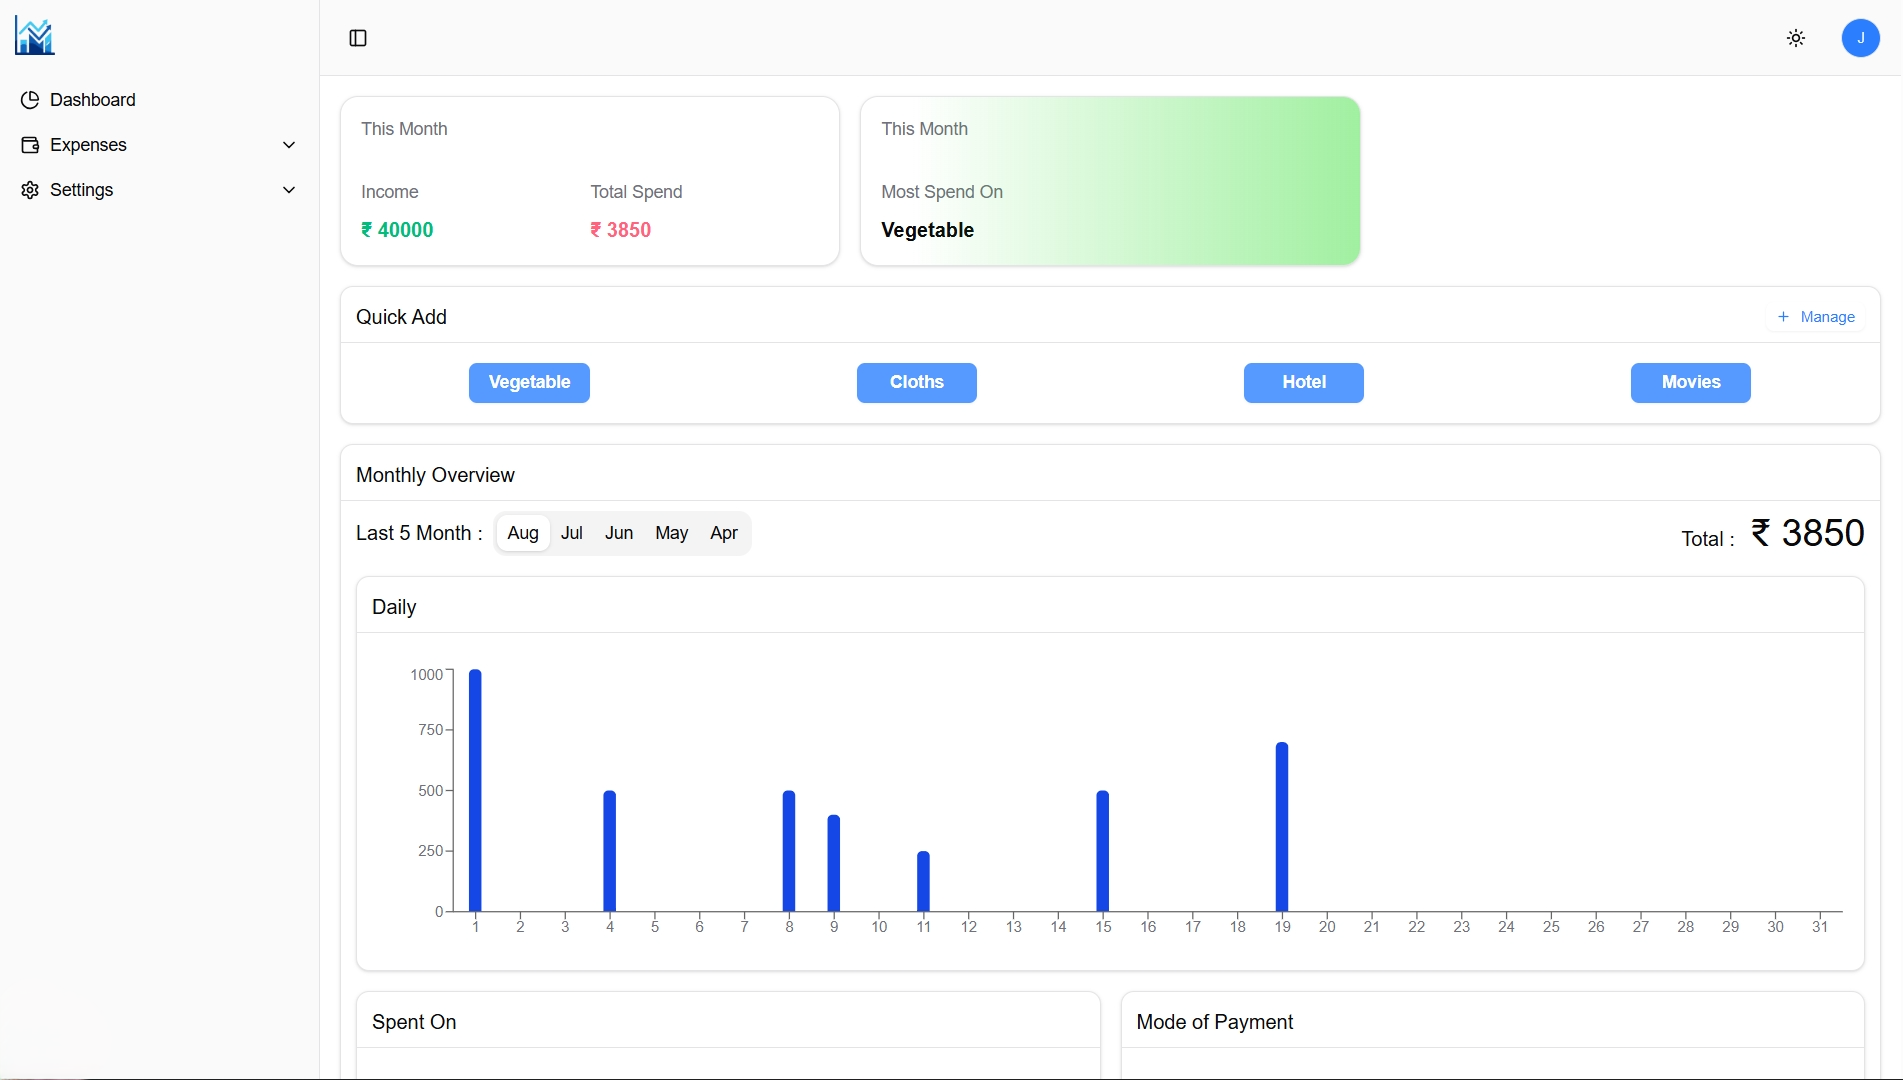 J
Dashboard
Expenses
Settings
This Month
Income
Total Spend
₹ 40000
₹ 3850
This Month
Most Spend On
Vegetable
Quick Add
+ Manage
Vegetable
Cloths
Hotel
Movies
Monthly Overview
Last 5 Month :
Aug Jul Jun May Apr
Total : ₹ 3850
Daily
1000
750
500
250
0
1 2 3 4 5 6 7 8 9 10 11 12 13 14 15 16 17 18 19 20 21 22 23 24 25 26 27 28 29 30 31
Spent On
Mode of Payment